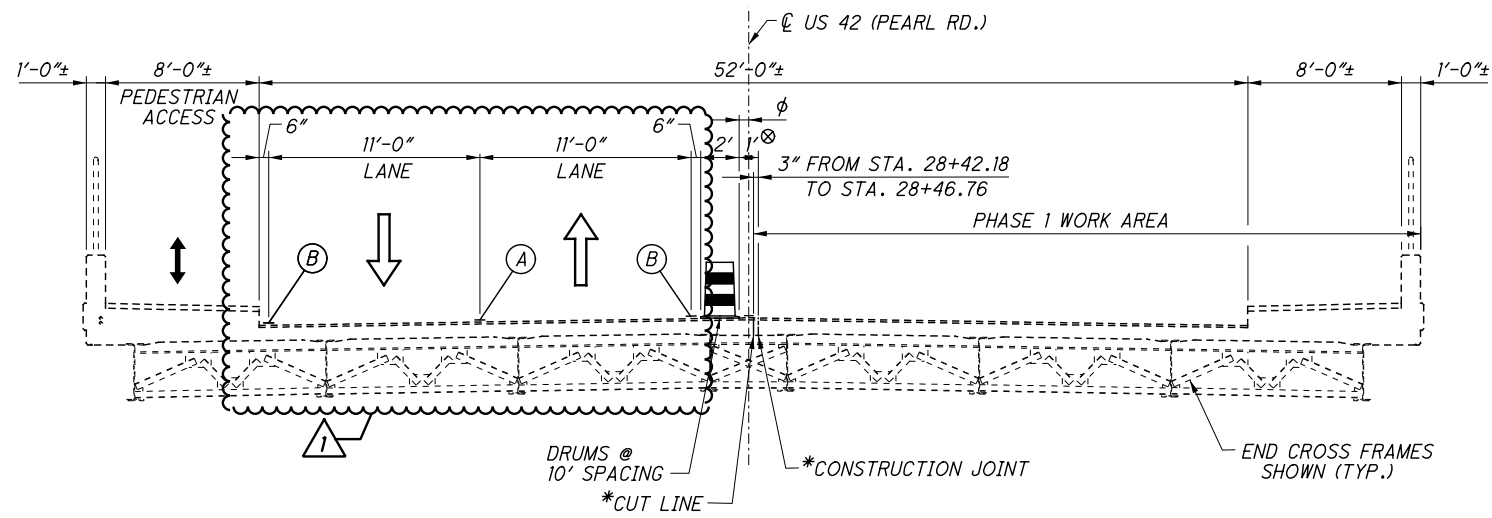 ℄ US 42 (PEARL RD.)
1'-0"±
8'-0"±
52'-0"±
8'-0"±
1'-0"±
PEDESTRIAN
ACCESS
6"
6"
ϕ
11'-0"
11'-0"
2'
1'⊗
LANE
LANE
3" FROM STA. 28+42.18
TO STA. 28+46.76
PHASE 1 WORK AREA
B
A
B
1
DRUMS @
10' SPACING
*CONSTRUCTION JOINT
*CUT LINE
END CROSS FRAMES
SHOWN (TYP.)